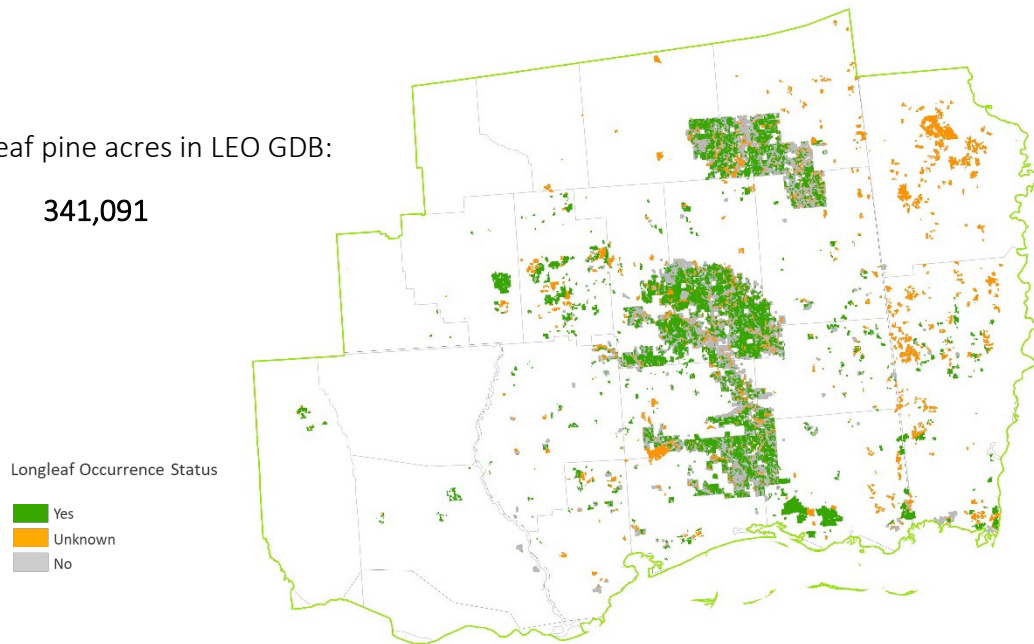 eaf pine acres in LEO GDB:
341,091
Longleaf Occurrence Status
Yes
Unknown
No